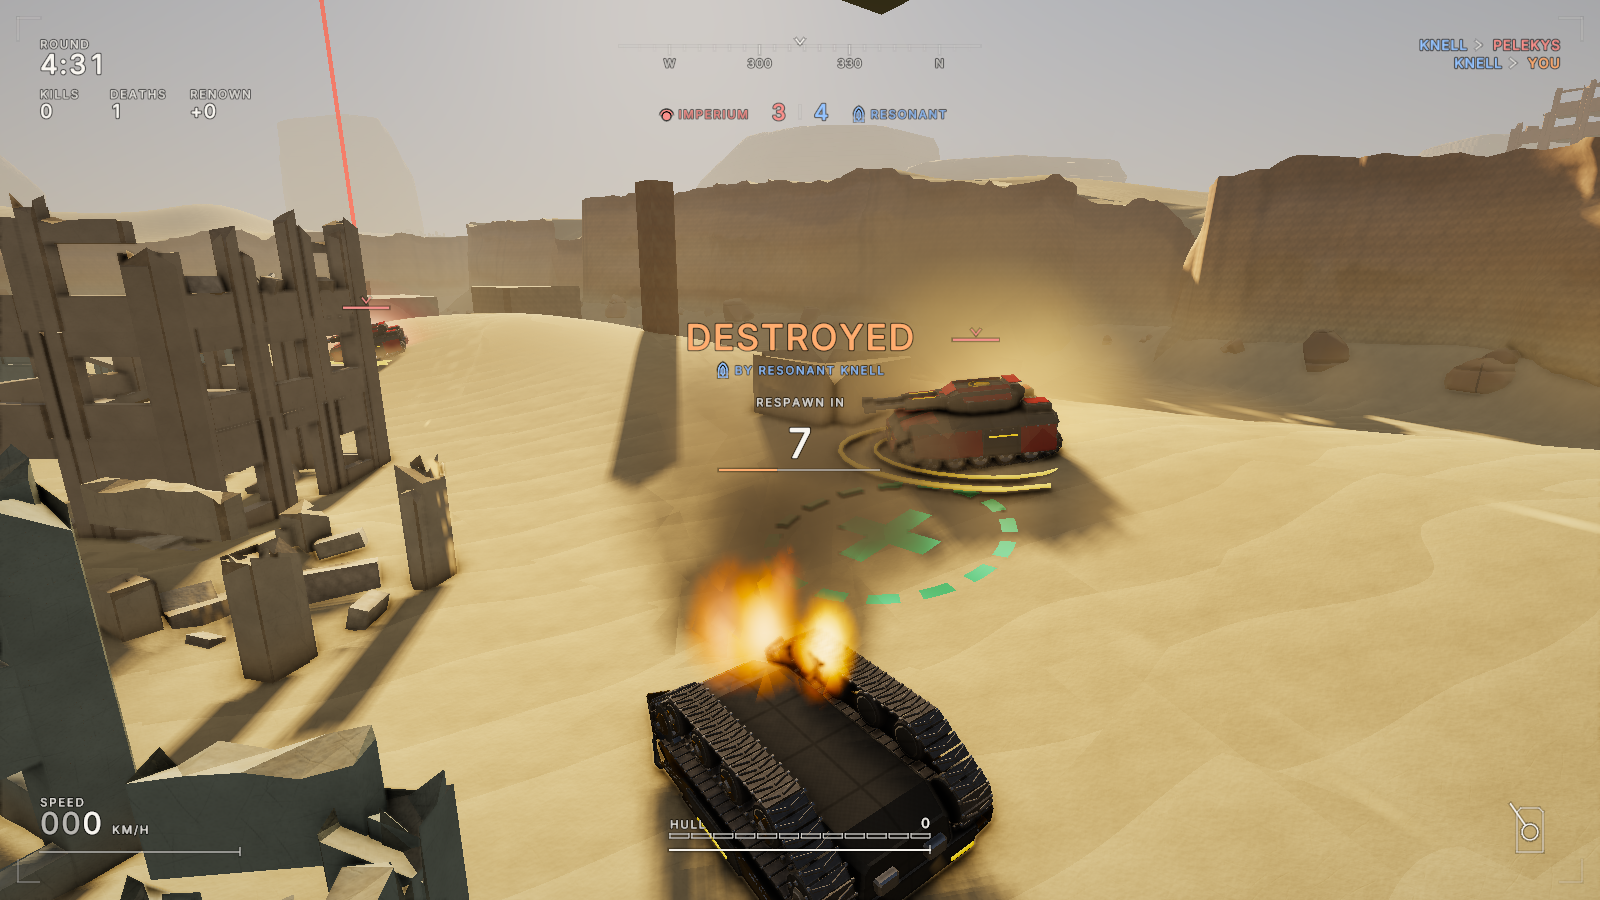 ROUND
4:31
KILLS DEATHS RENOWN
0 1 +0
W 300 330 N
IMPERIUM 3 4 RESONANT
KNELL > PELEKYS
KNELL > YOU
DESTROYED
BY RESONANT KNELL
RESPAWN IN
7
SPEED
000 KM/H
HULL 0